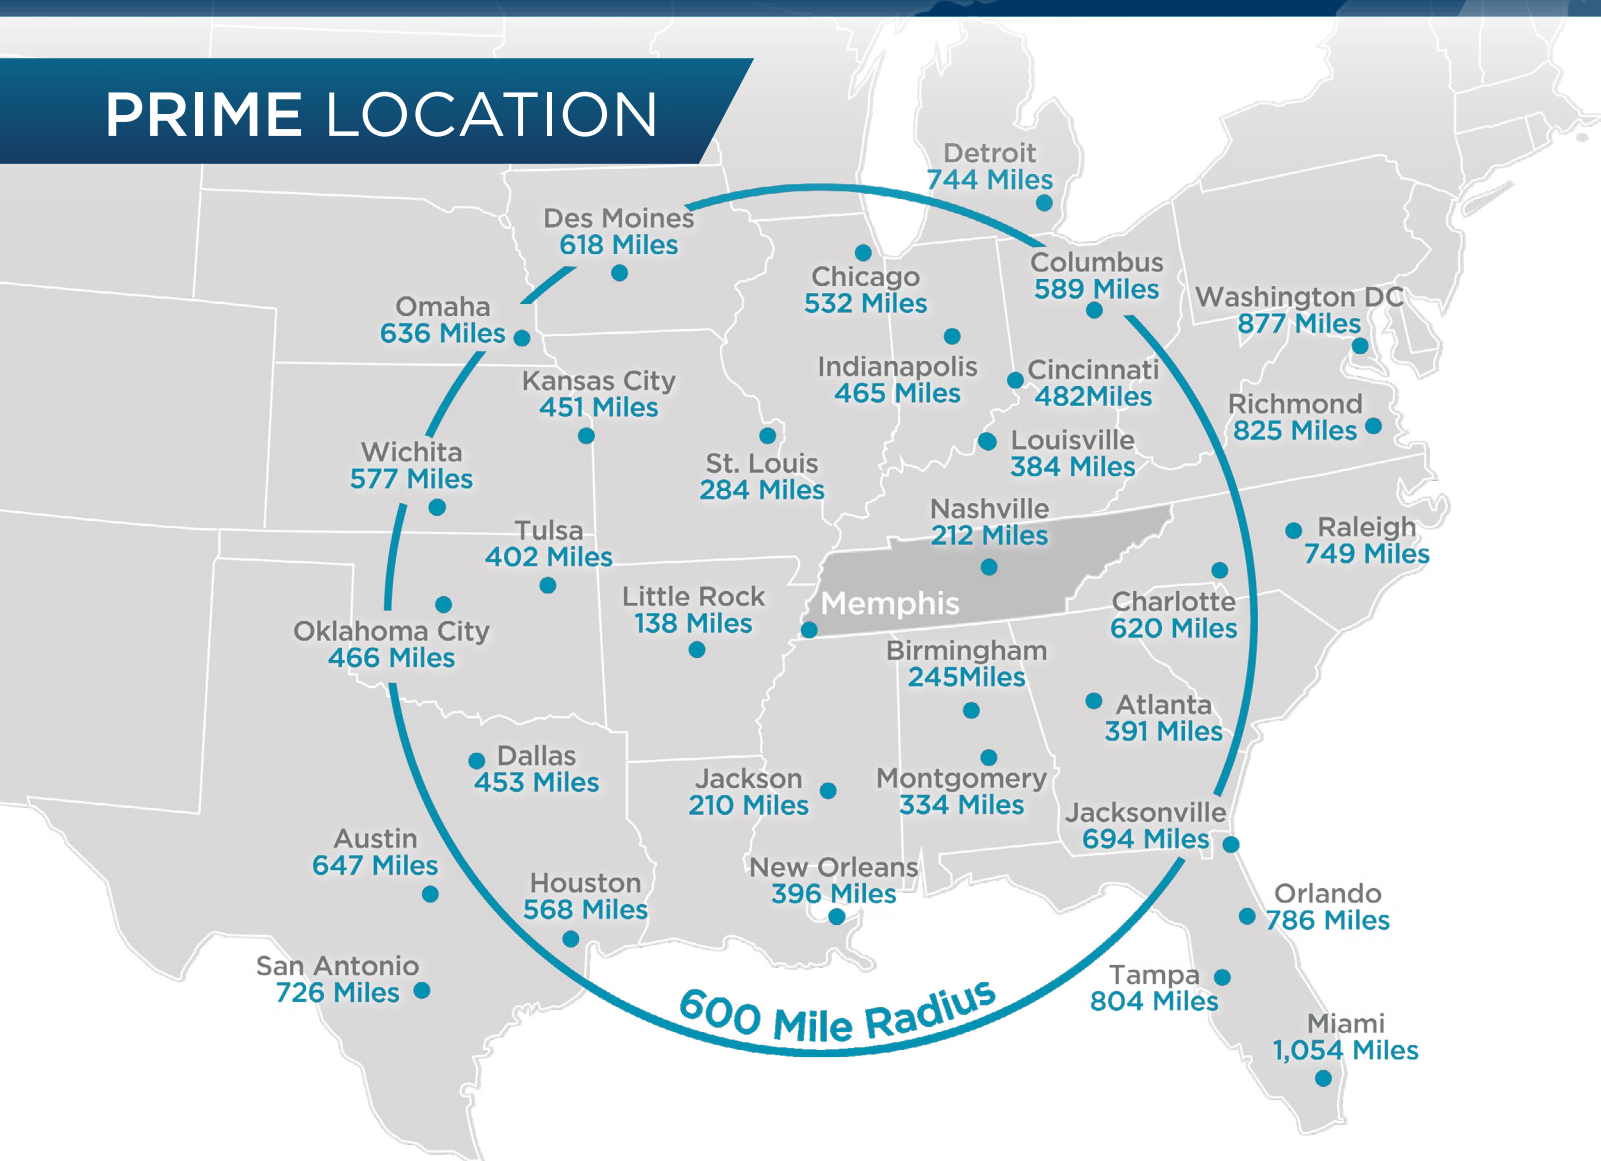 PRIME LOCATION
Detroit
744 Miles
Des Moines
618 Miles
Chicago
532 Miles
Columbus
589 Miles
Washington DC
877 Miles
Omaha
636 Miles
Indianapolis
465 Miles
Cincinnati
482Miles
Kansas City
451 Miles
Richmond
825 Miles
Wichita
577 Miles
St. Louis
284 Miles
Louisville
384 Miles
Nashville
212 Miles
Tulsa
402 Miles
Raleigh
749 Miles
Little Rock
138 Miles
Memphis
Charlotte
620 Miles
Oklahoma City
466 Miles
Birmingham
245Miles
Atlanta
391 Miles
Dallas
453 Miles
Jackson
210 Miles
Montgomery
334 Miles
Jacksonville
694 Miles
Austin
647 Miles
Houston
568 Miles
New Orleans
396 Miles
Orlando
786 Miles
San Antonio
726 Miles
Tampa
804 Miles
600 Mile Radius
Miami
1,054 Miles